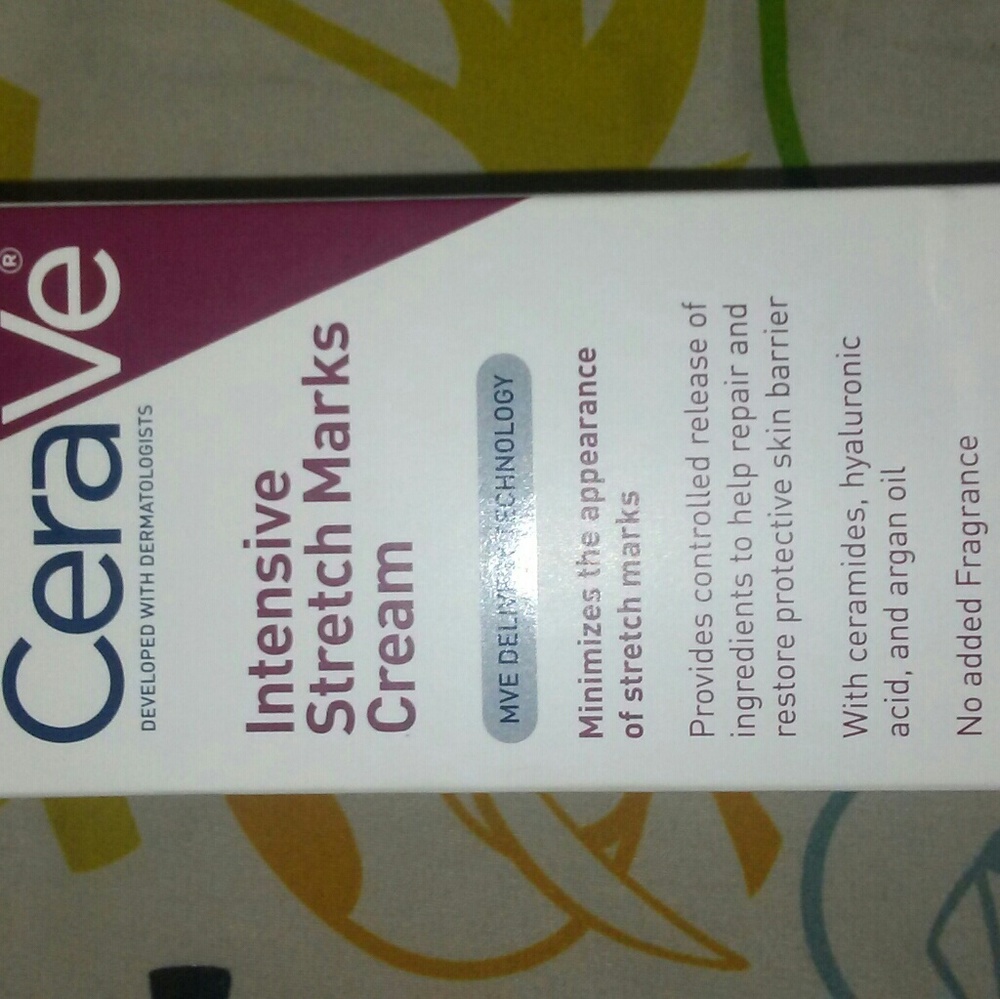 CeraVe®
DEVELOPED WITH DERMATOLOGISTS
Intensive
Stretch Marks
Cream
MVE DELIVERY TECHNOLOGY
Minimizes the appearance
of stretch marks
Provides controlled release of
ingredients to help repair and
restore protective skin barrier
With ceramides, hyaluronic
acid, and argan oil
No added Fragrance